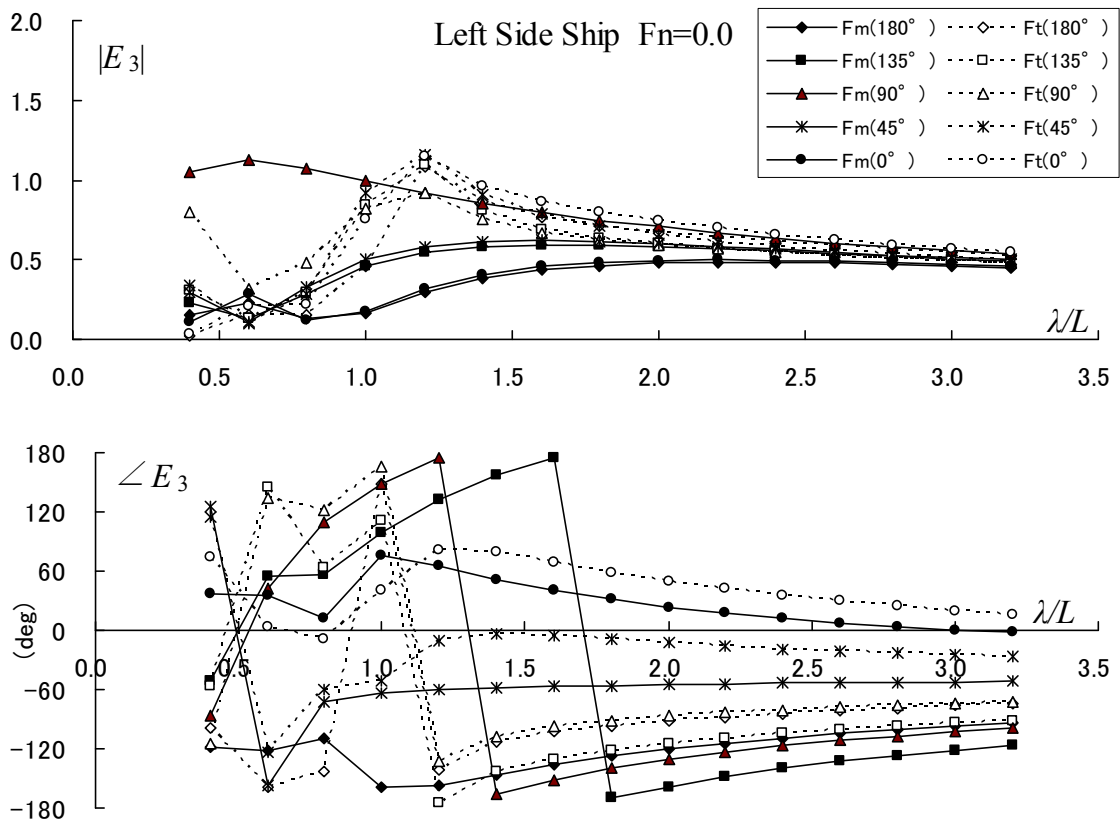 2.0
1.5
1.0
0.5
0.0
|E3|
Left Side Ship Fn=0.0
Fm(180° )
Fm(135° )
Fm(90° )
Fm(45° )
Fm(0° )
Ft(180° )
Ft(135° )
Ft(90° )
Ft(45° )
Ft(0° )
λ/L
0.0 0.5 1.0 1.5 2.0 2.5 3.0 3.5
180
120
60
0
-60
-120
-180
(deg)
∠E3
λ/L
0.0 0.5 1.0 1.5 2.0 2.5 3.0 3.5